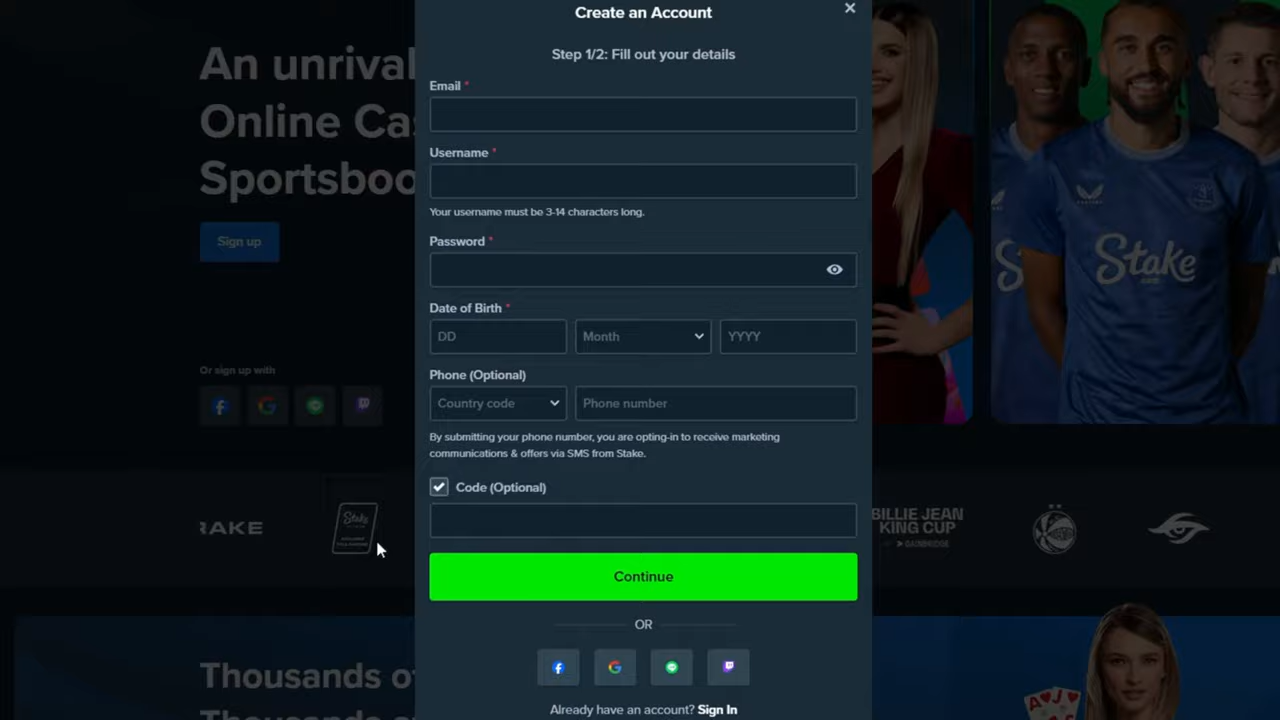 Create an Account
Step 1/2: Fill out your details
An unrival
Online Ca
Sportsboo
Sign up
Or sign up with
Email *
Username *
Your username must be 3-14 characters long.
Password *
Date of Birth *
DD
Month
YYYY
Phone (Optional)
Country code
Phone number
By submitting your phone number, you are opting-in to receive marketing
communications & offers via SMS from Stake.
Code (Optional)
Continue
OR
Already have an account? Sign In
Stake
S
RAKE
Stake
BILLIE JEAN
KING CUP
GAINBRIDGE
Thousands of
A
J